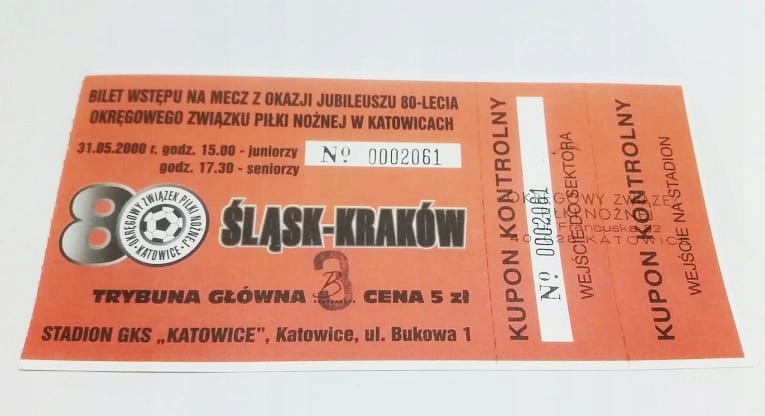 BILET WSTĘPU NA MECZ Z OKAZJI JUBILEUSZU 80-LECIA
OKRĘGOWEGO ZWIĄZKU PIŁKI NOŻNEJ W KATOWICACH
31.05.2000 r. godz. 15.00 - juniorzy
godz. 17.30 - seniorzy
Nº 0002061
80
OKRĘGOWY ZWIĄZEK PIŁKI NOŻNEJ
KATOWICE
ŚLĄSK-KRAKÓW
TRYBUNA GŁÓWNA B 3 CENA 5 zł
STADION GKS „KATOWICE", Katowice, ul. Bukowa 1
KUPON KONTROLNY
Nº 0002061
WEJŚCIE DO SEKTORA
KUPON KONTROLNY
WEJŚCIE NA STADION
OKRĘGOWY ZWIĄZEK
NOŻN
Francuska
KATOWIC